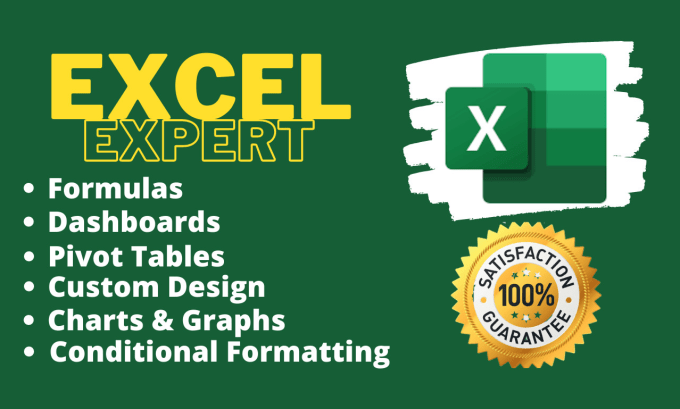 EXCEL
EXPERT
• Formulas
• Dashboards
• Pivot Tables
• Custom Design
• Charts & Graphs
• Conditional Formatting
X
SATISFACTION
100%
GUARANTEE